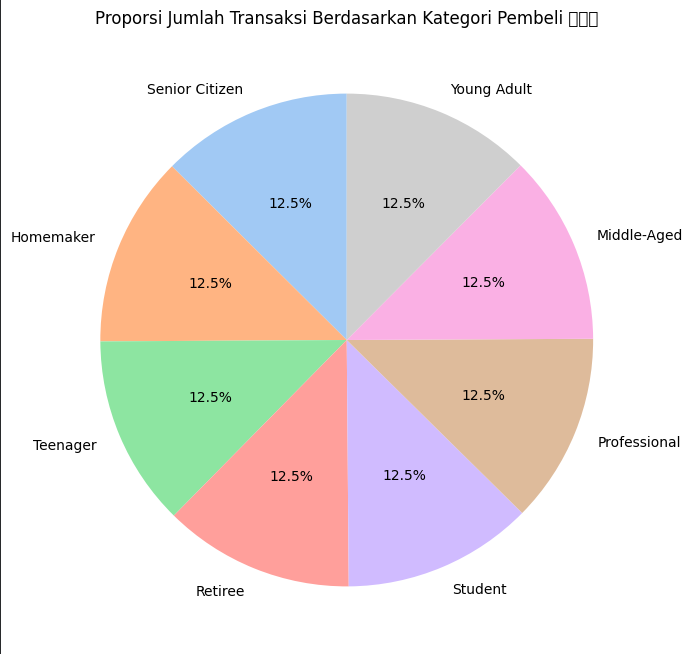 Proporsi Jumlah Transaksi Berdasarkan Kategori Pembeli
Senior Citizen
Young Adult
12.5%
12.5%
Homemaker
Middle-Aged
12.5%
12.5%
12.5%
12.5%
Teenager
Professional
12.5%
12.5%
Retiree
Student